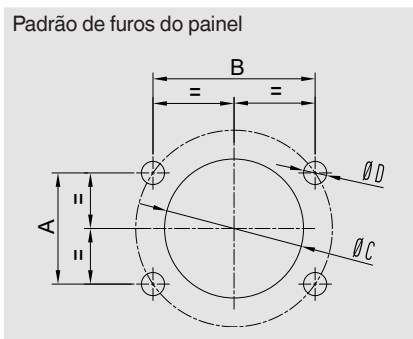 Padrão de furos do painel
B
= =
ØD
=
A
=
ØC